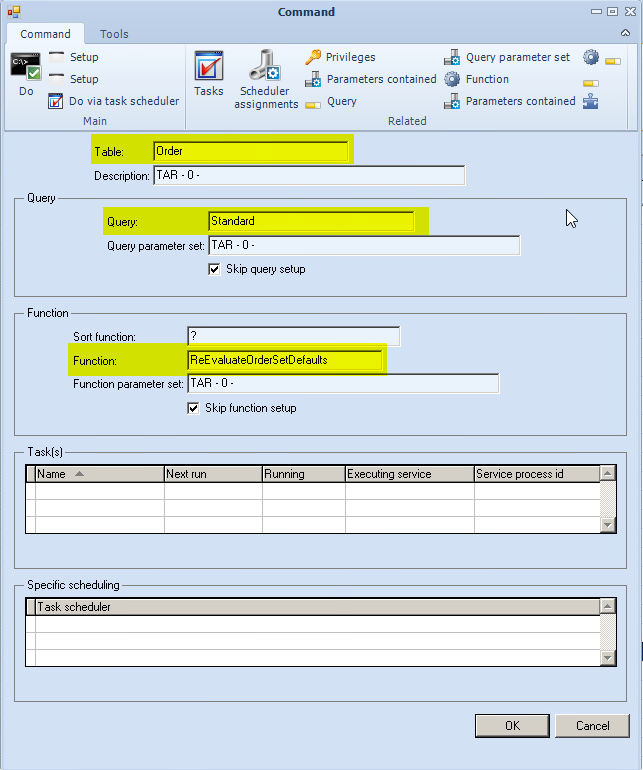 Command
Command Tools
C:\>
Do
Setup
Setup
Do via task scheduler
Main
Tasks
Scheduler
assignments
Privileges
Parameters contained
Query
Query parameter set
Function
Parameters contained
Related
Table: Order
Description: TAR - 0 -
Query
Query: Standard
Query parameter set: TAR - 0 -
Skip query setup
Function
Sort function: ?
Function: ReEvaluateOrderSetDefaults
Function parameter set: TAR - 0 -
Skip function setup
Task(s)
Name Next run Running Executing service Service process id
Specific scheduling
Task scheduler
OK Cancel